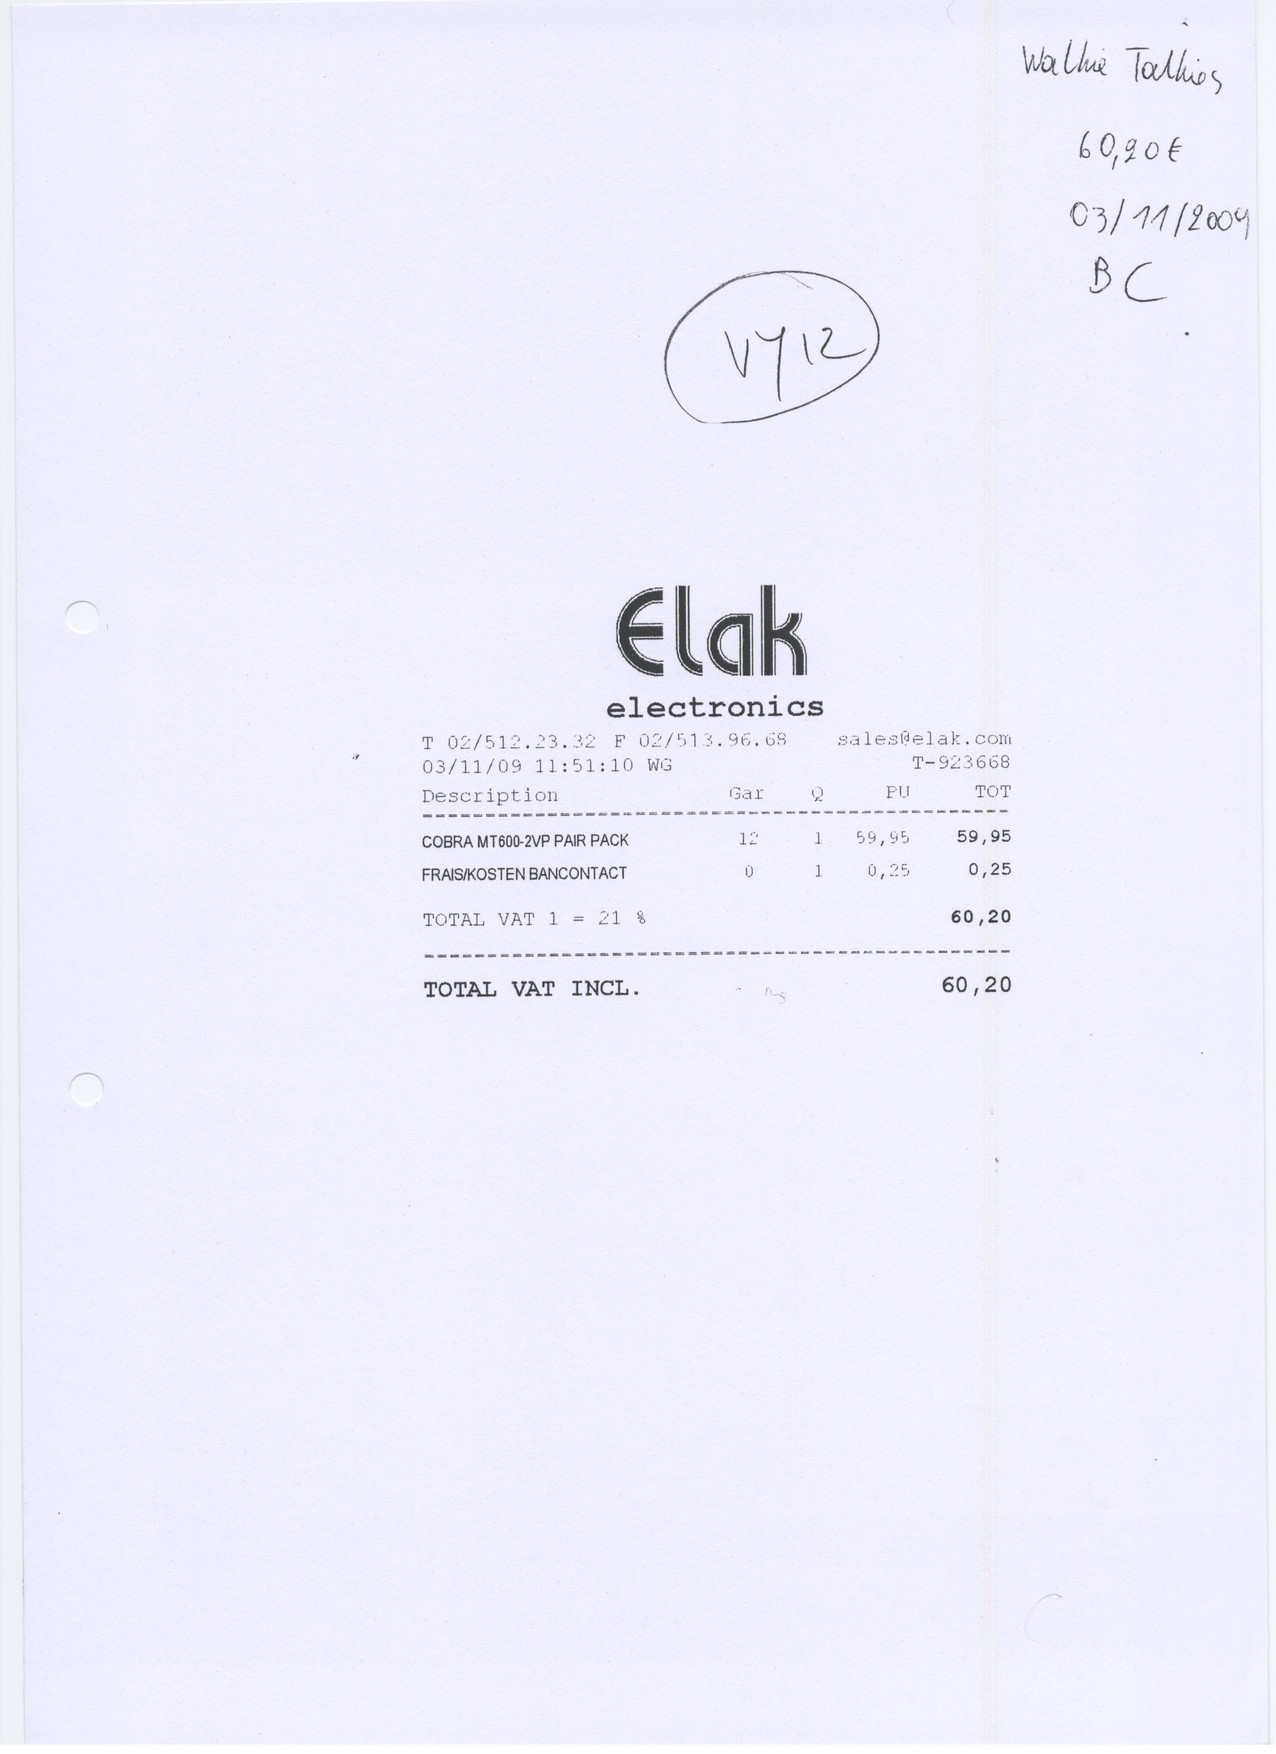 Walkie Talkies
60,20€
03/11/2009
BC
VY12
Elak
electronics
T 02/512.23.32 F 02/513.96.68 sales@elak.com
03/11/09 11:51:10 WG T-923668
Description Gar Q PU TOT
COBRA MT600-2VP PAIR PACK 12 1 59,95 59,95
FRAIS/KOSTEN BANCONTACT 0 1 0,25 0,25
TOTAL VAT 1 = 21 % 60,20
TOTAL VAT INCL. 60,20